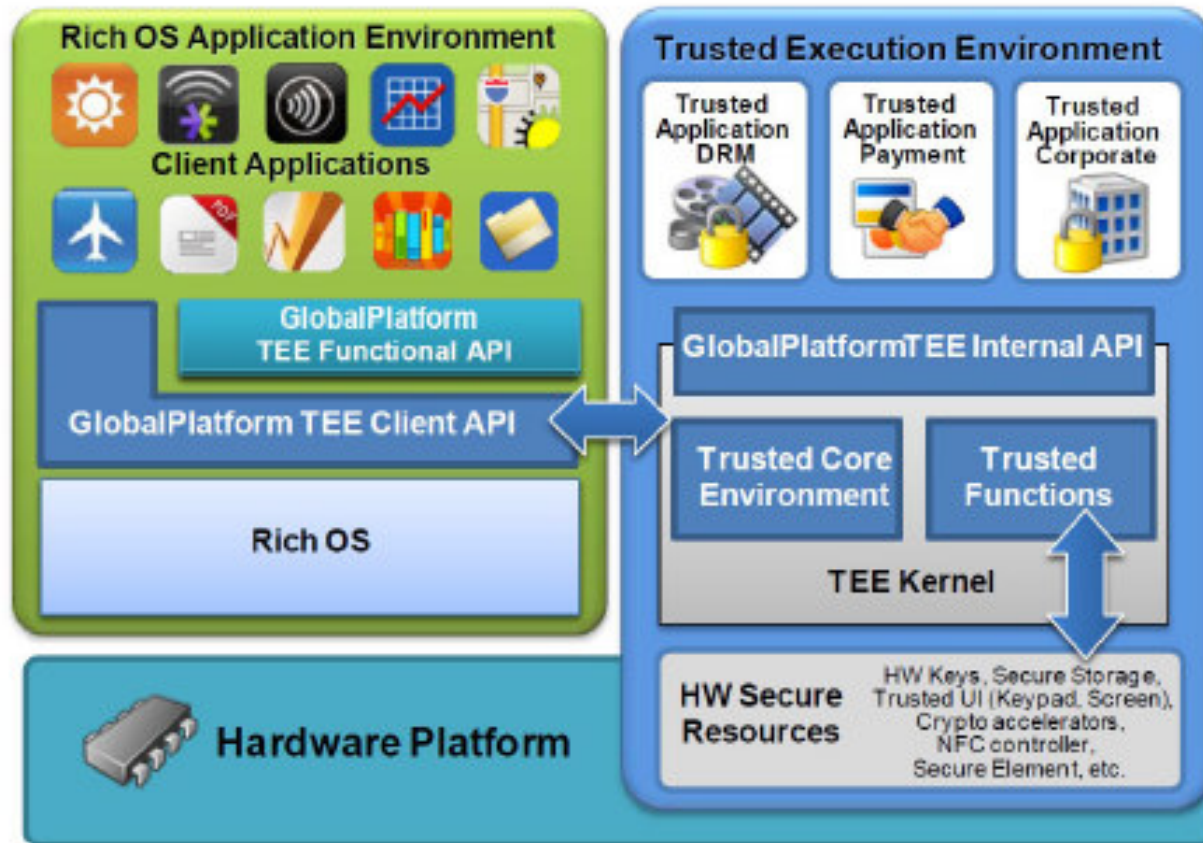 Rich OS Application Environment
Client Applications
PDF
GlobalPlatform
TEE Functional API
GlobalPlatform TEE Client API
Rich OS
Trusted Execution Environment
Trusted
Application
DRM
Trusted
Application
Payment
Trusted
Application
Corporate
GlobalPlatformTEE Internal API
Trusted Core
Environment
Trusted
Functions
TEE Kernel
HW Secure
Resources
HW Keys, Secure Storage,
Trusted UI (Keypad, Screen),
Crypto accelerators,
NFC controller,
Secure Element, etc.
Hardware Platform